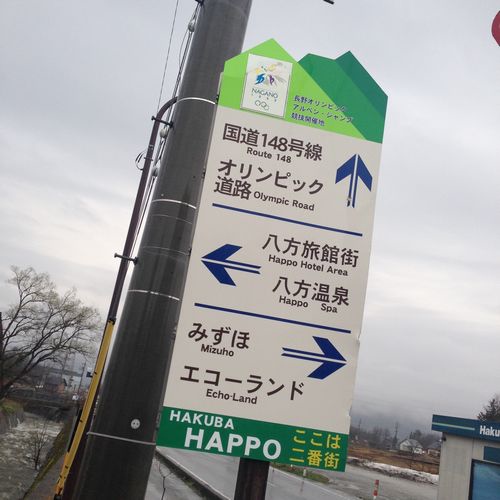 NAGANO
長野オリンピック
アルペン・ジャンプ
競技開催地
国道148号線
Route 148
オリンピック
道路 Olympic Road
八方旅館街
Happo Hotel Area
八方温泉
Happo Spa
みずほ
Mizuho
エコーランド
Echo-Land
HAKUBA
HAPPO
ここは
二番街
Haku